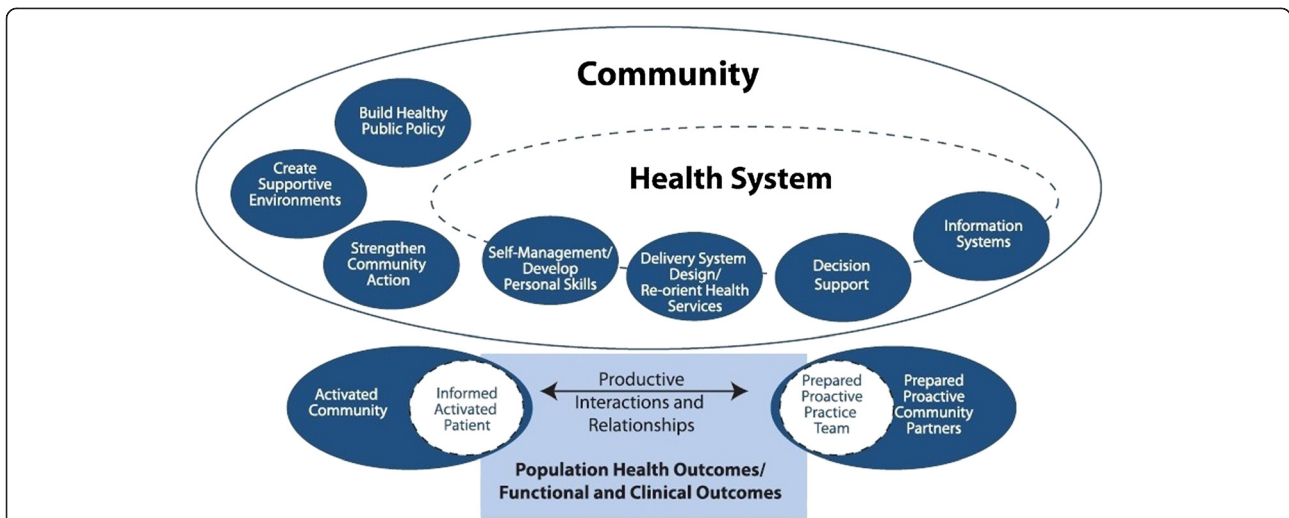 Community
Build Healthy
Public Policy
Create
Supportive
Environments
Strengthen
Community
Action
Health System
Self-Management/
Develop
Personal Skills
Delivery System
Design/
Re-orient Health
Services
Decision
Support
Information
Systems
Activated
Community
Informed
Activated
Patient
Productive
Interactions and
Relationships
Prepared
Proactive
Practice
Team
Prepared
Proactive
Community
Partners
Population Health Outcomes/
Functional and Clinical Outcomes